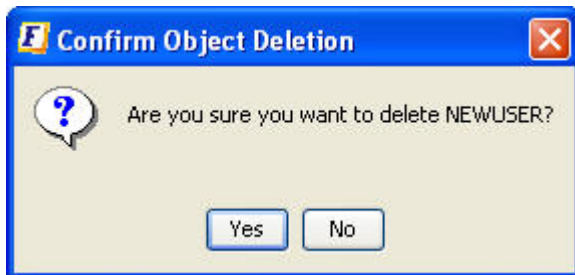 F Confirm Object Deletion
? Are you sure you want to delete NEWUSER?
Yes No